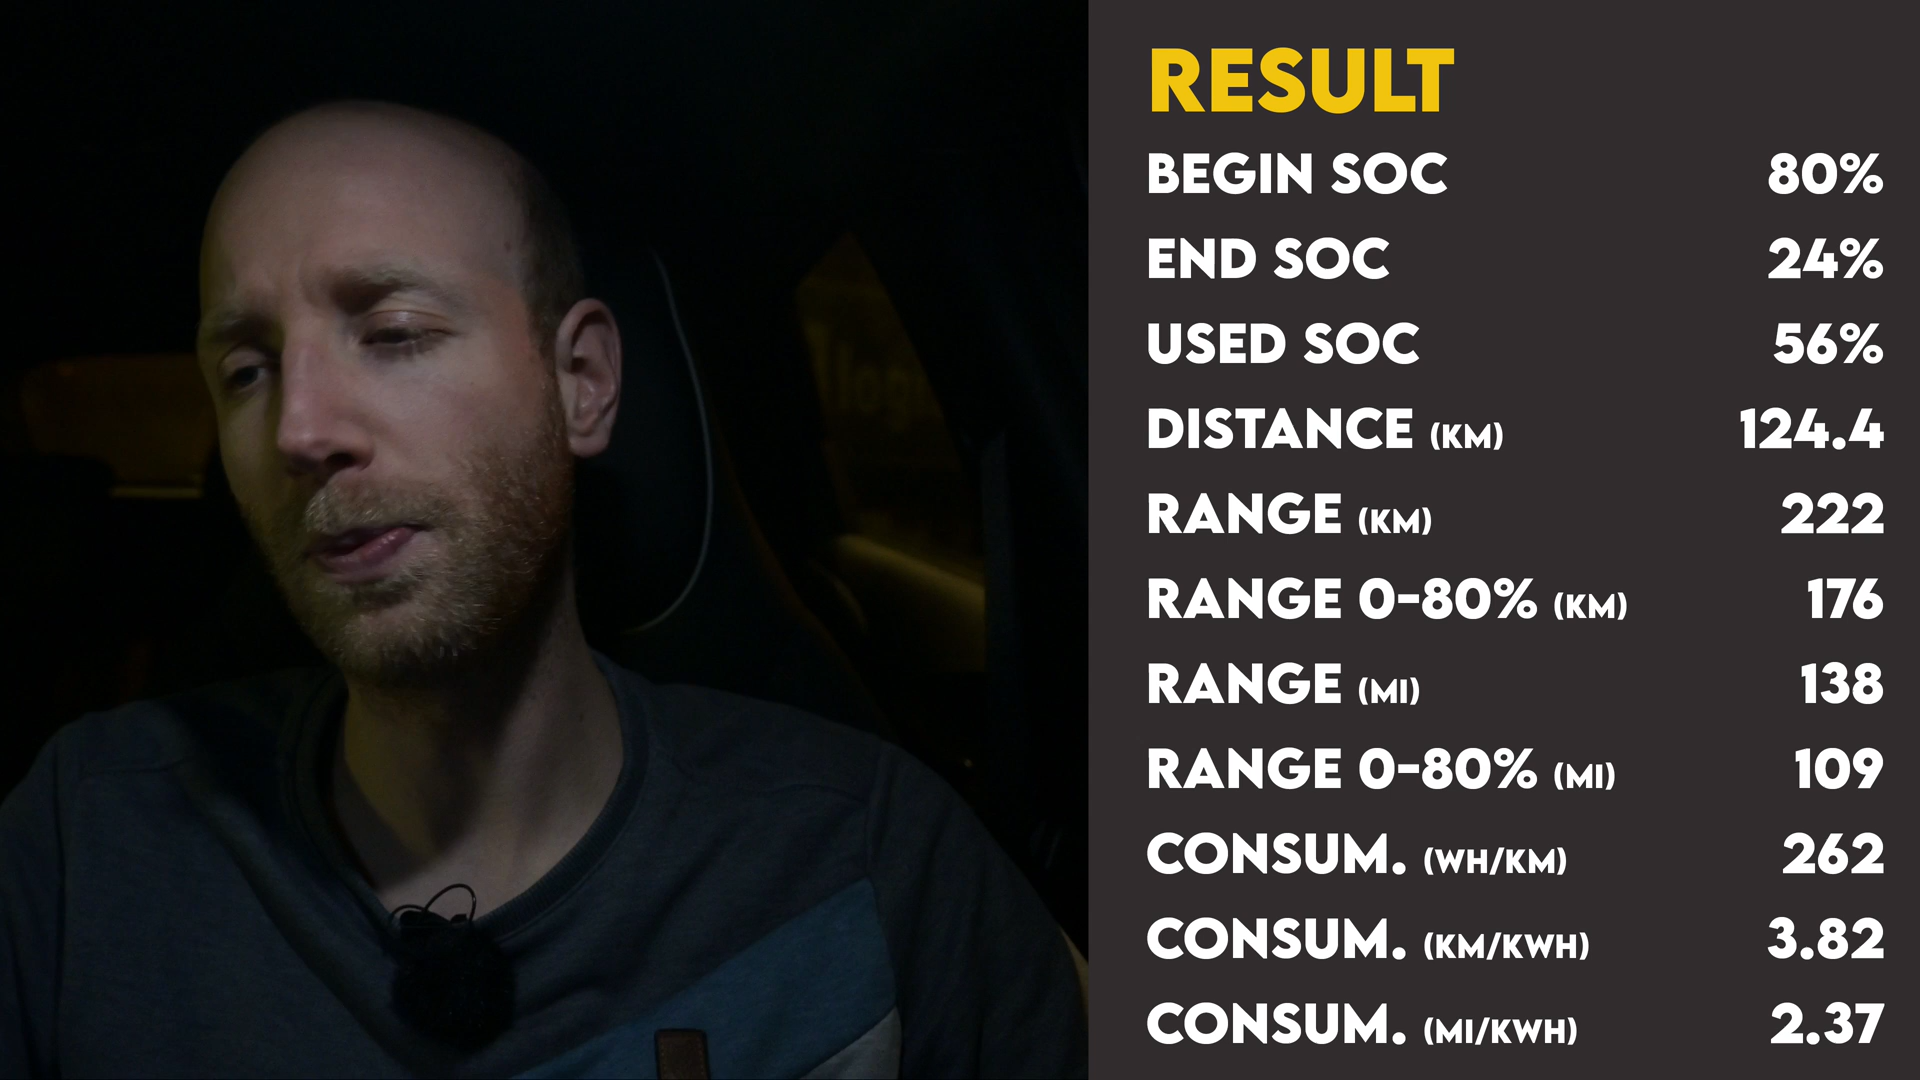 RESULT
BEGIN SOC 80%
END SOC 24%
USED SOC 56%
DISTANCE (KM) 124.4
RANGE (KM) 222
RANGE 0-80% (KM) 176
RANGE (MI) 138
RANGE 0-80% (MI) 109
CONSUM. (WH/KM) 262
CONSUM. (KM/KWH) 3.82
CONSUM. (MI/KWH) 2.37